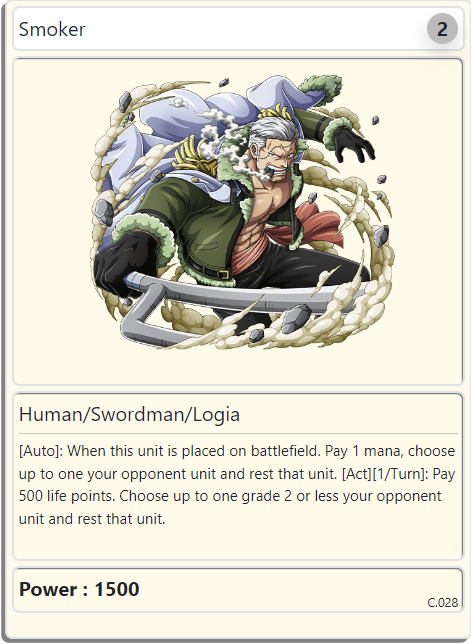 Smoker
2
Human/Swordman/Logia
[Auto]: When this unit is placed on battlefield. Pay 1 mana, choose
up to one your opponent unit and rest that unit. [Act][1/Turn]: Pay
500 life points. Choose up to one grade 2 or less your opponent
unit and rest that unit.
Power : 1500
C.028